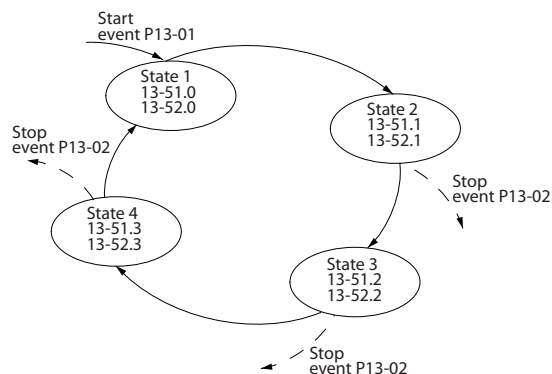 Start
event P13-01
State 1
13-51.0
13-52.0
State 2
13-51.1
13-52.1
Stop
event P13-02
Stop
event P13-02
State 4
13-51.3
13-52.3
State 3
13-51.2
13-52.2
Stop
event P13-02